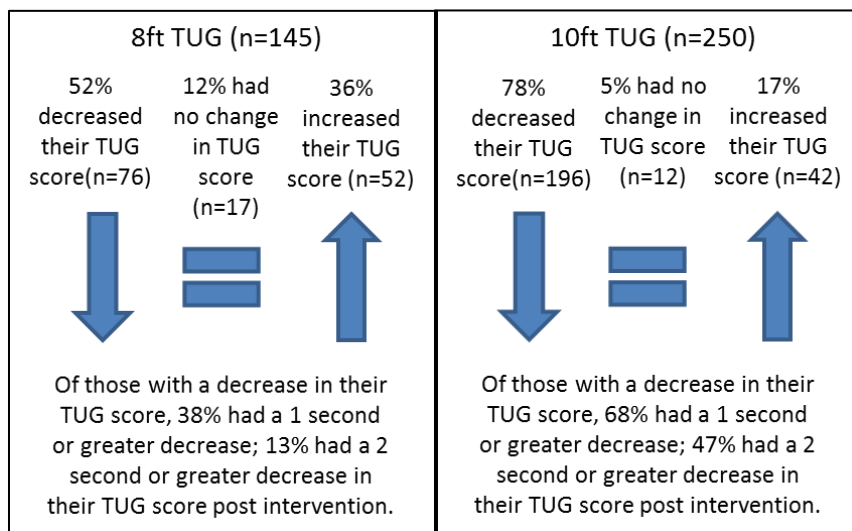 8ft TUG (n=145)
52%
decreased
their TUG
score(n=76)
12% had
no change
in TUG
score
(n=17)
36%
increased
their TUG
score (n=52)
Of those with a decrease in their
TUG score, 38% had a 1 second
or greater decrease; 13% had a 2
second or greater decrease in
their TUG score post intervention.
10ft TUG (n=250)
78%
decreased
their TUG
score(n=196)
5% had no
change in
TUG score
(n=12)
17%
increased
their TUG
score (n=42)
Of those with a decrease in their
TUG score, 68% had a 1 second
or greater decrease; 47% had a 2
second or greater decrease in
their TUG score post intervention.